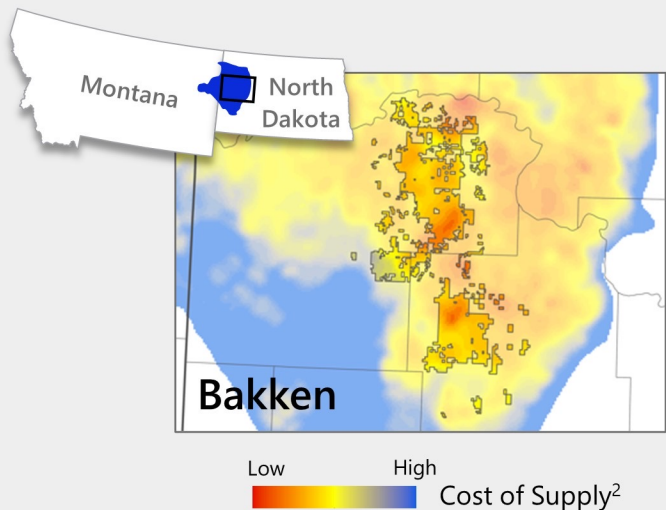 Montana
North
Dakota
Bakken
Low High
Cost of Supply²